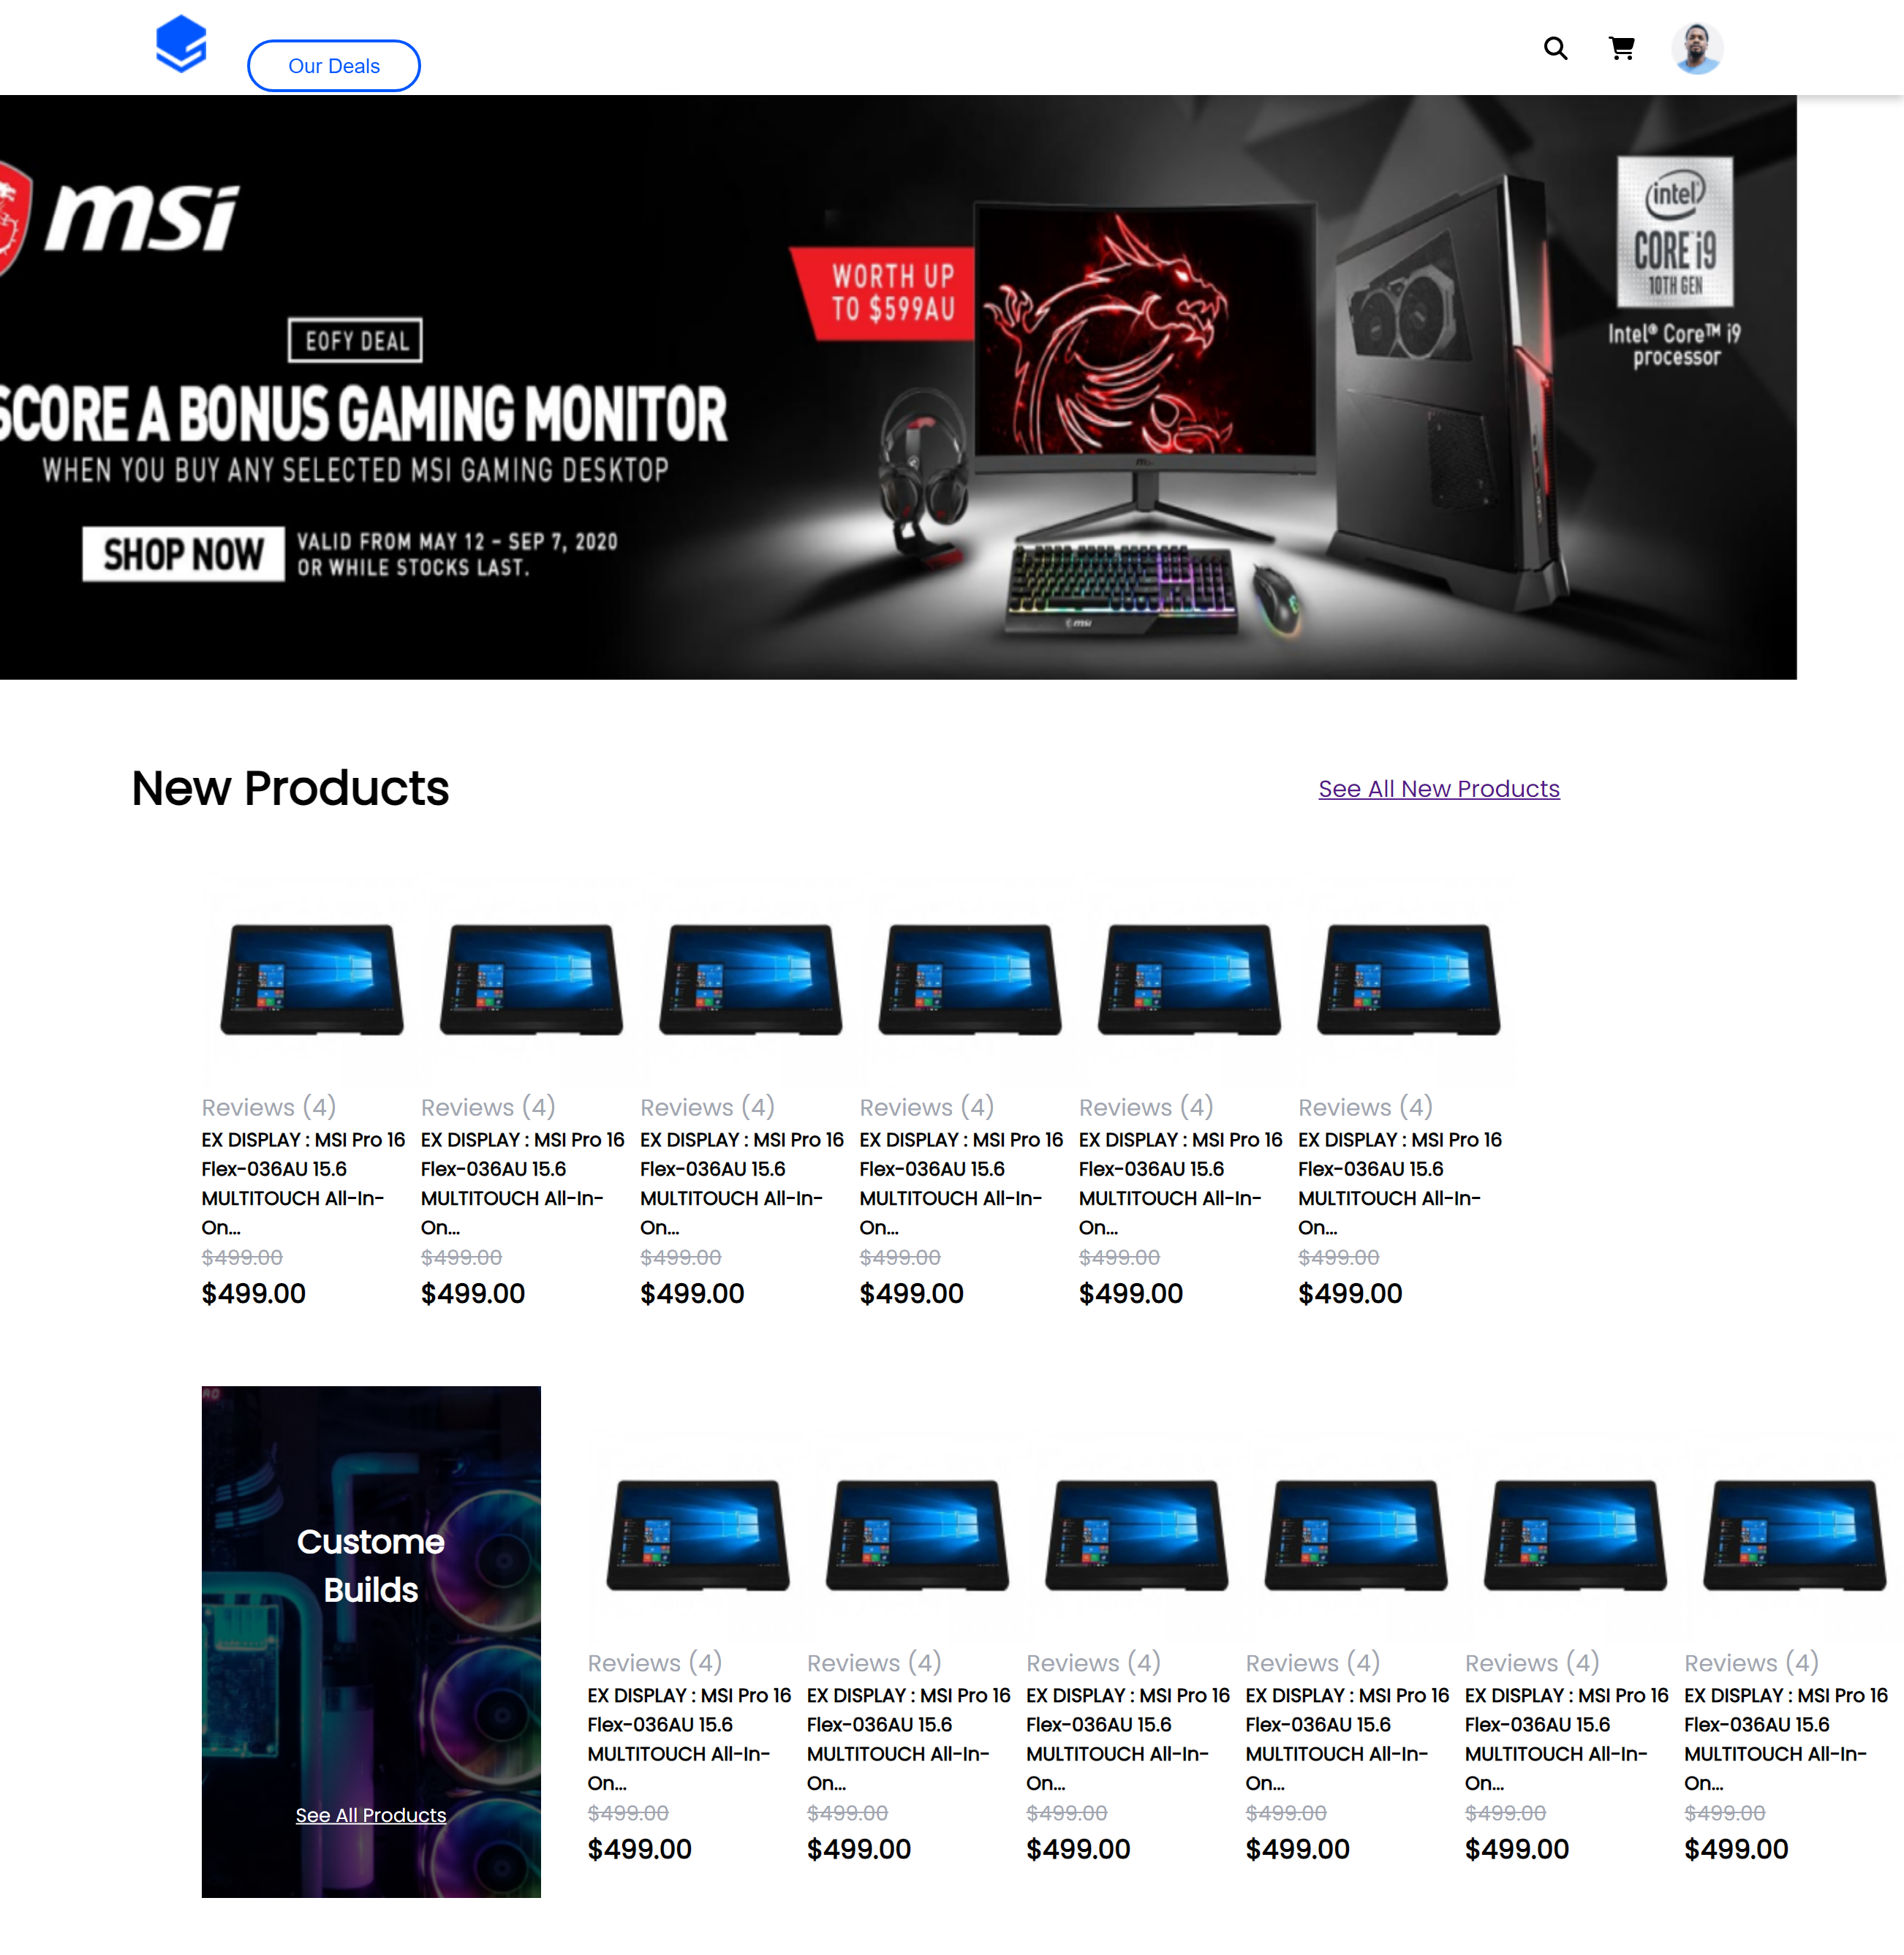 Our Deals
msi
WORTH UP
TO $599AU
intel
CORE i9
10TH GEN
Intel® Core™ i9
processor
EOFY DEAL
SCORE A BONUS GAMING MONITOR
WHEN YOU BUY ANY SELECTED MSI GAMING DESKTOP
SHOP NOW
VALID FROM MAY 12 - SEP 7, 2020
OR WHILE STOCKS LAST.
msi
msi
New Products
See All New Products
Reviews (4)
EX DISPLAY : MSI Pro 16
Flex-036AU 15.6
MULTITOUCH All-In-
On...
$499.00
$499.00
Reviews (4)
EX DISPLAY : MSI Pro 16
Flex-036AU 15.6
MULTITOUCH All-In-
On...
$499.00
$499.00
Reviews (4)
EX DISPLAY : MSI Pro 16
Flex-036AU 15.6
MULTITOUCH All-In-
On...
$499.00
$499.00
Reviews (4)
EX DISPLAY : MSI Pro 16
Flex-036AU 15.6
MULTITOUCH All-In-
On...
$499.00
$499.00
Reviews (4)
EX DISPLAY : MSI Pro 16
Flex-036AU 15.6
MULTITOUCH All-In-
On...
$499.00
$499.00
Reviews (4)
EX DISPLAY : MSI Pro 16
Flex-036AU 15.6
MULTITOUCH All-In-
On...
$499.00
$499.00
Custome
Builds
See All Products
Reviews (4)
EX DISPLAY : MSI Pro 16
Flex-036AU 15.6
MULTITOUCH All-In-
On...
$499.00
$499.00
Reviews (4)
EX DISPLAY : MSI Pro 16
Flex-036AU 15.6
MULTITOUCH All-In-
On...
$499.00
$499.00
Reviews (4)
EX DISPLAY : MSI Pro 16
Flex-036AU 15.6
MULTITOUCH All-In-
On...
$499.00
$499.00
Reviews (4)
EX DISPLAY : MSI Pro 16
Flex-036AU 15.6
MULTITOUCH All-In-
On...
$499.00
$499.00
Reviews (4)
EX DISPLAY : MSI Pro 16
Flex-036AU 15.6
MULTITOUCH All-In-
On...
$499.00
$499.00
Reviews (4)
EX DISPLAY : MSI Pro 16
Flex-036AU 15.6
MULTITOUCH All-In-
On...
$499.00
$499.00